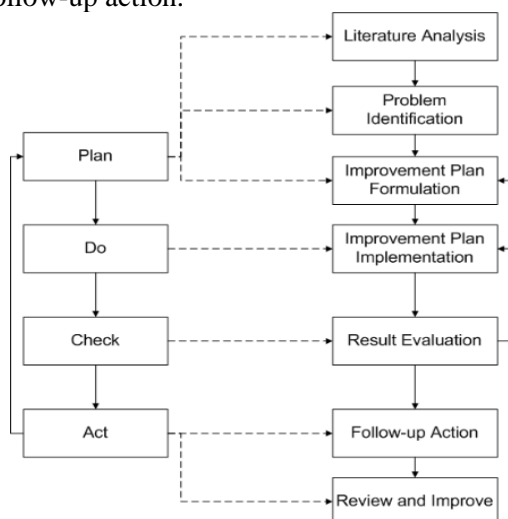 ollow-up action.
Literature Analysis
Problem
Identification
Plan
Improvement Plan
Formulation
Do
Improvement Plan
Implementation
Check
Result Evaluation
Act
Follow-up Action
Review and Improve